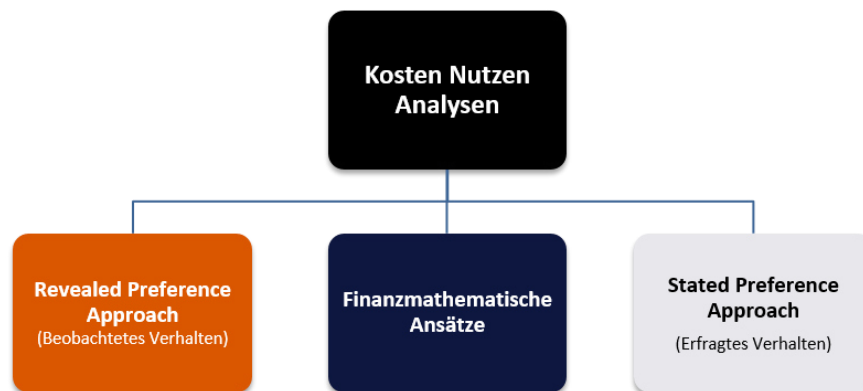 Kosten Nutzen
Analysen
Revealed Preference
Approach
(Beobachtetes Verhalten)
Finanzmathematische
Ansätze
Stated Preference
Approach
(Erfragtes Verhalten)